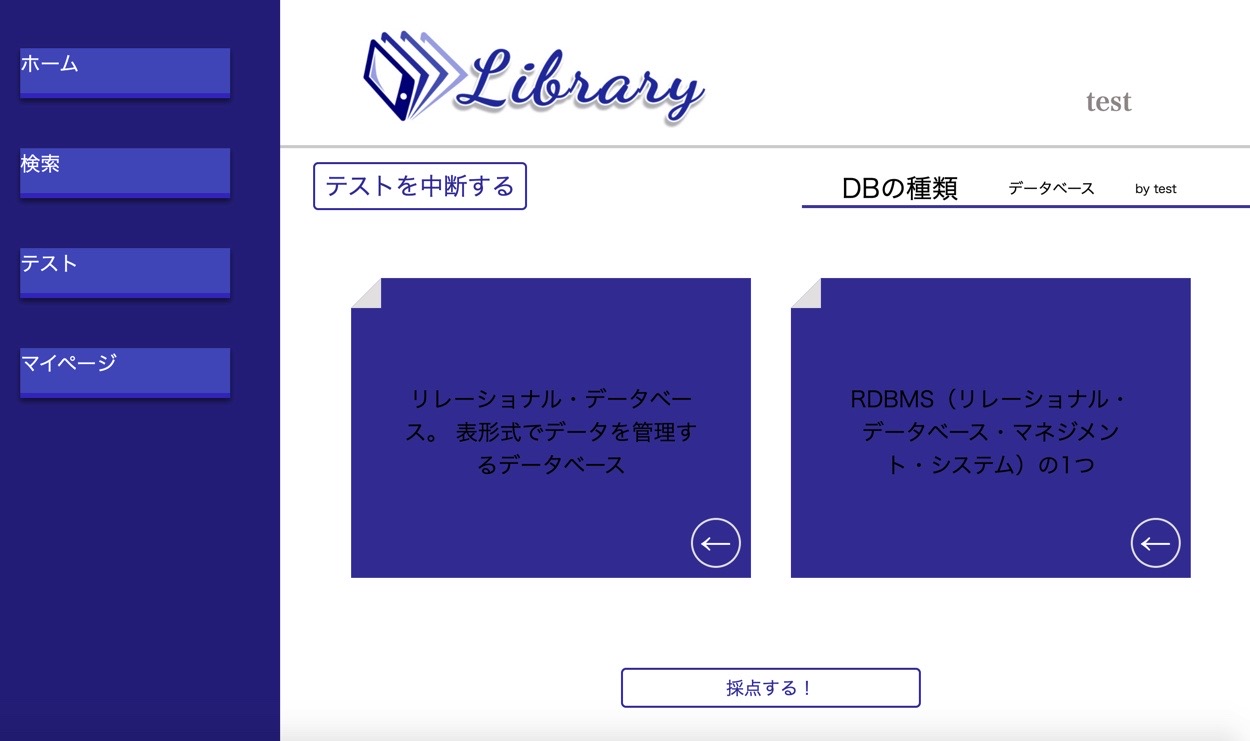 ホーム
検索
テスト
マイページ
Library
test
テストを中断する
DBの種類 データベース by test
リレーショナル・データベー
ス。 表形式でデータを管理す
るデータベース
RDBMS（リレーショナル・
データベース・マネジメン
ト・システム）の1つ
採点する！